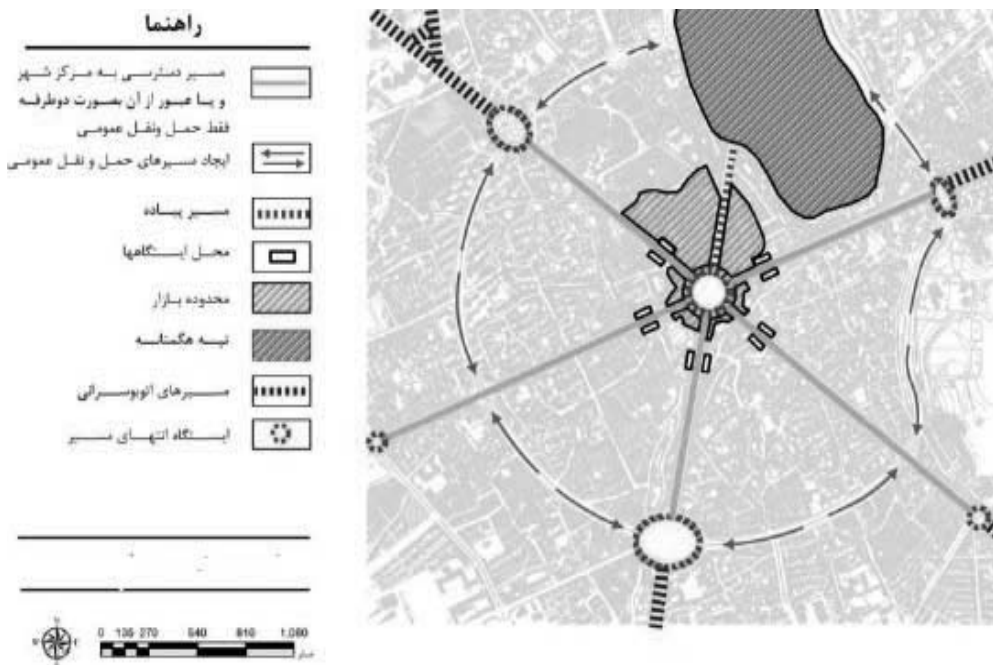 راهنما
مسیر دسترسی به مرکز شهر
و یا عبور از آن بصورت دوطرفه
فقط حمل ونقل عمومی
ایجاد مسیرهای حمل و نقل عمومی
مسیر پیاده
محل ایستگاهها
محدوده بازار
تپه هگمتانه
مسیرهای اتوبوسرانی
ایستگاه انتهای مسیر
0 135 270 540 810 1,080
متر